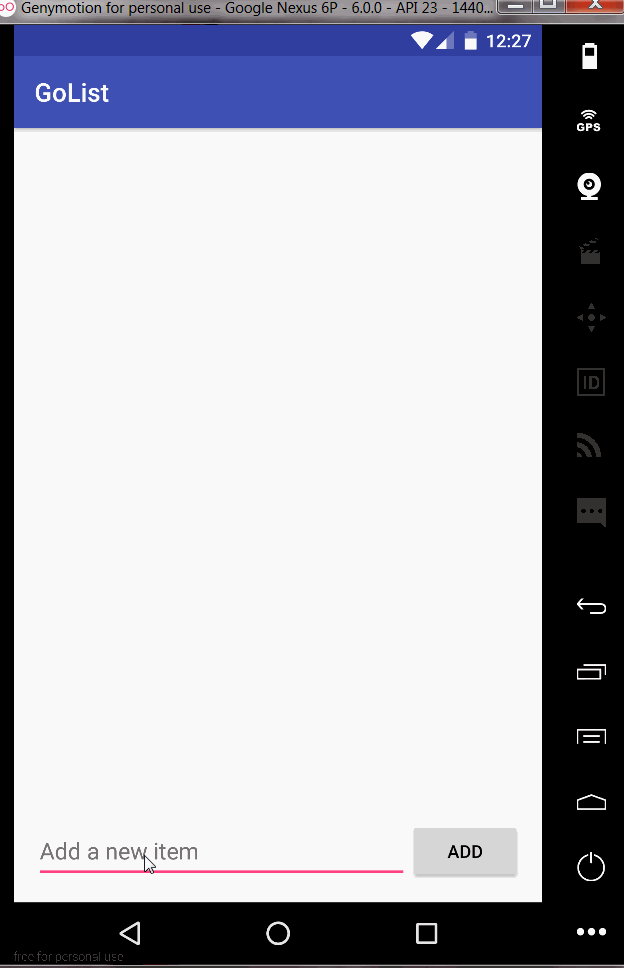 Genymotion for personal use - Google Nexus 6P - 6.0.0 - API 23 - 1440...
12:27
GoList
GPS
ID
Add a new item
ADD
free for personal use